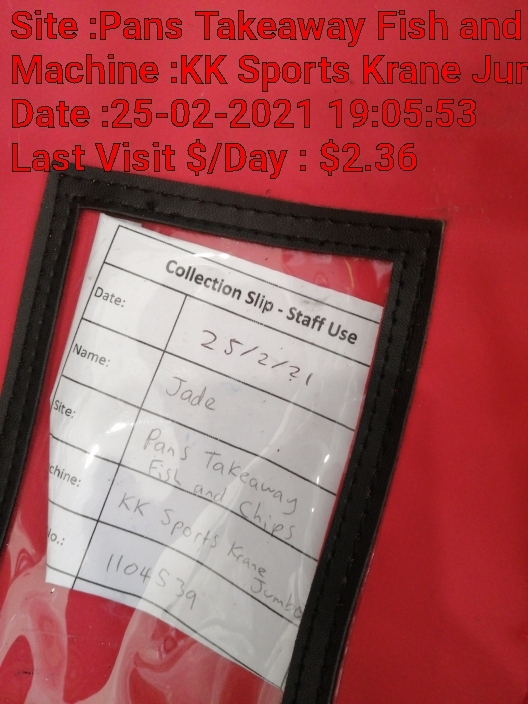 Site :Pans Takeaway Fish and
Machine :KK Sports Krane Jum
Date :25-02-2021 19:05:53
Last Visit $/Day : $2.36
Collection Slip - Staff Use
Date: 25/2/21
Name: Jade
Site: Pans Takeaway
Fish and Chips
chine: KK Sports Krane
Jumbo
No.: 1104539